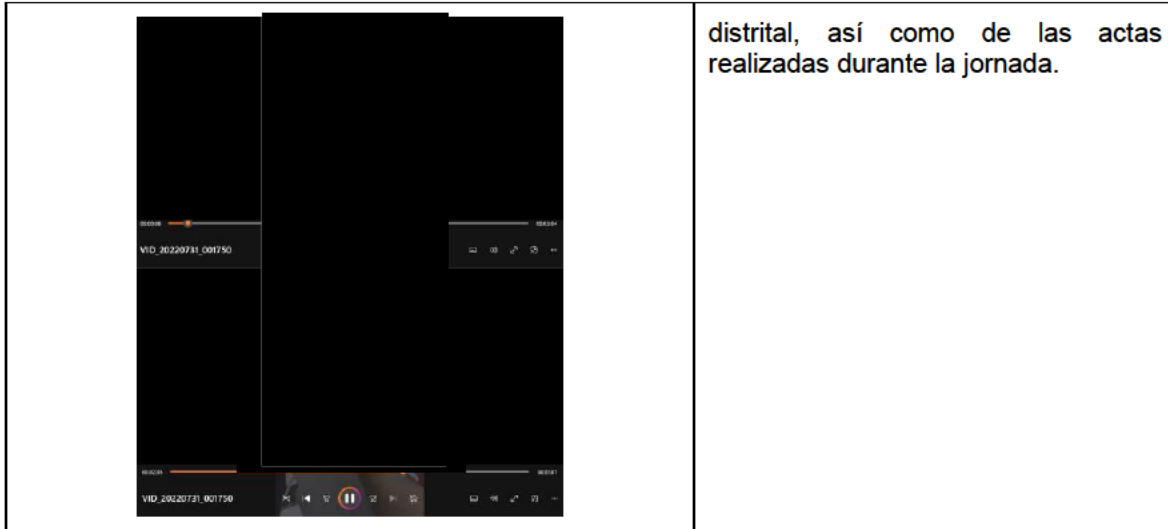 distrital, así como de las actas
realizadas durante la jornada.
VID_20220731_001750
VID_20220731_001750